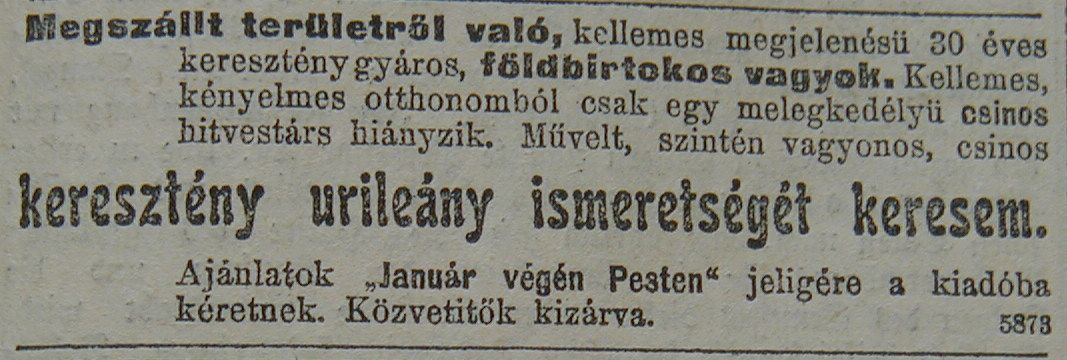 Megszállt területről való, kellemes megjelenésü 30 éves
keresztény gyáros, földbirtokos vagyok. Kellemes,
kényelmes otthonomból csak egy melegkedélyü csinos
hitvestárs hiányzik. Művelt, szintén vagyonos, csinos
keresztény urileány ismeretségét keresem.
Ajánlatok „Január végén Pesten“ jeligére a kiadóba
kéretnek. Közvetitők kizárva. 5873